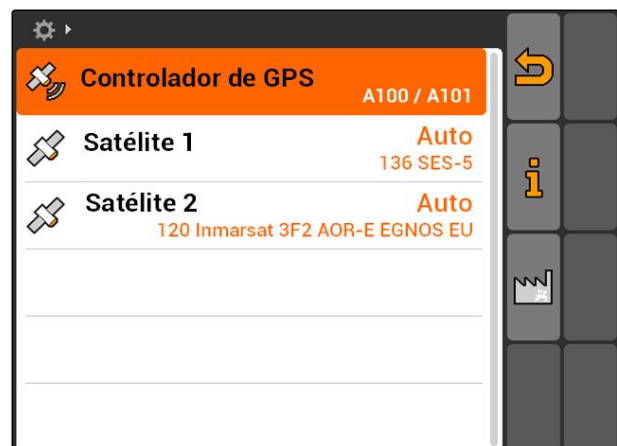 Controlador de GPS
A100 / A101
Satélite 1
Auto
136 SES-5
Satélite 2
Auto
120 Inmarsat 3F2 AOR-E EGNOS EU